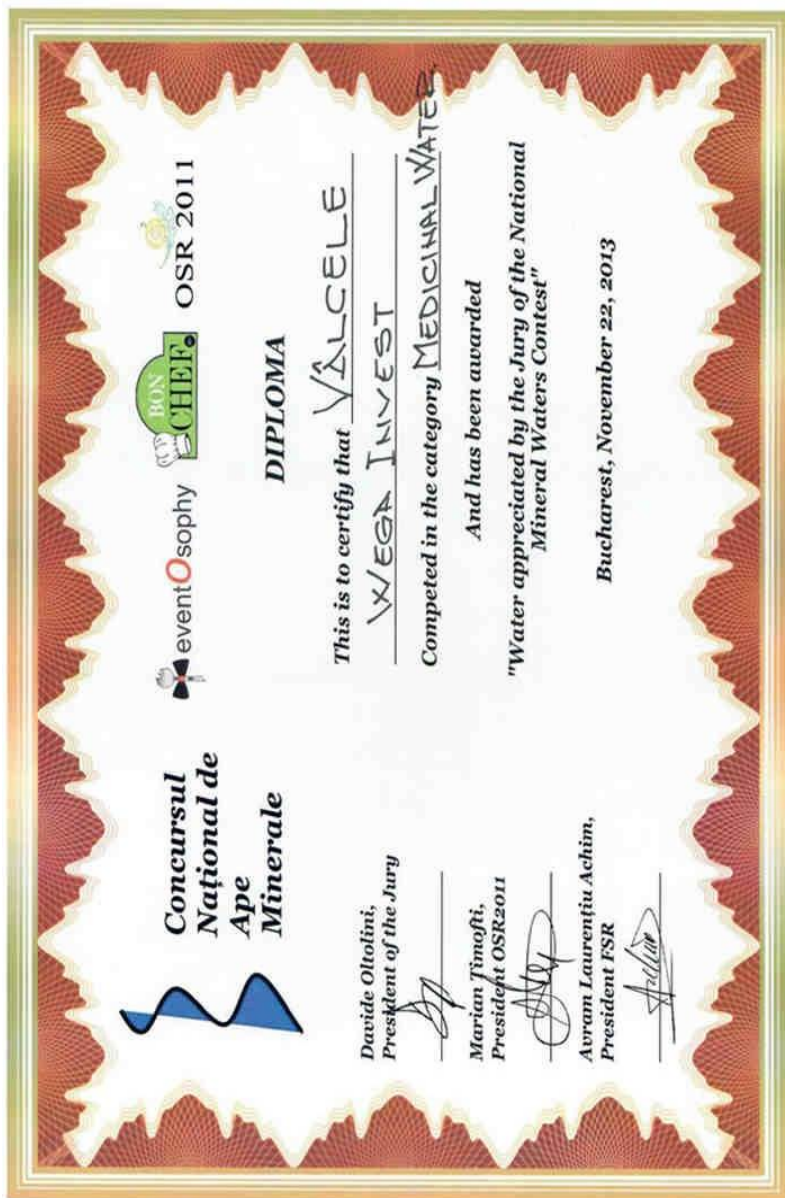 Concursul
Național de
Ape
Minerale
eventOsophy
BON
CHEF
OSR 2011
DIPLOMA
This is to certify that VÂLCELE
WEGA INVEST
Competed in the category MEDICINAL WATER
And has been awarded
"Water appreciated by the Jury of the National
Mineral Waters Contest"
Bucharest, November 22, 2013
Davide Oltolini,
President of the Jury
Marian Timofti,
President OSR2011
Avram Laurențiu Achim,
President FSR